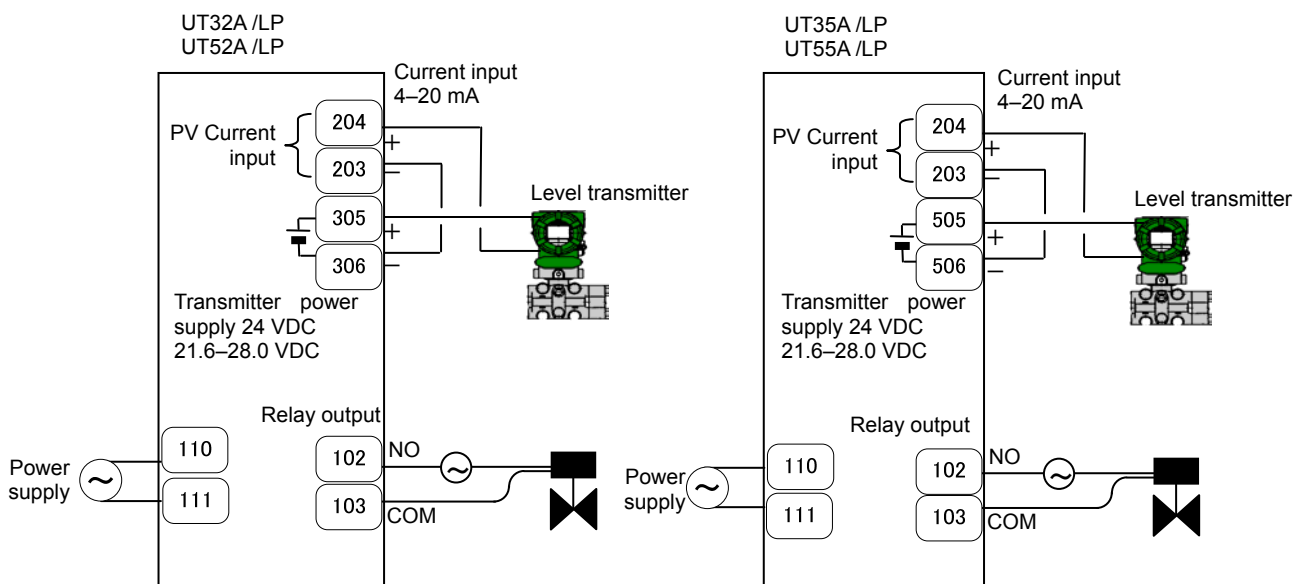 UT32A /LP
UT52A /LP
Current input
4–20 mA
PV Current
input
204
+
203
–
Level transmitter
305
+
306
–
Transmitter power
supply 24 VDC
21.6–28.0 VDC
Relay output
110
111
Power
supply
~
102
NO
~
103
COM
UT35A /LP
UT55A /LP
Current input
4–20 mA
PV Current
input
204
+
203
–
Level transmitter
505
+
506
–
Transmitter power
supply 24 VDC
21.6–28.0 VDC
Relay output
110
111
Power
supply
~
102
NO
~
103
COM